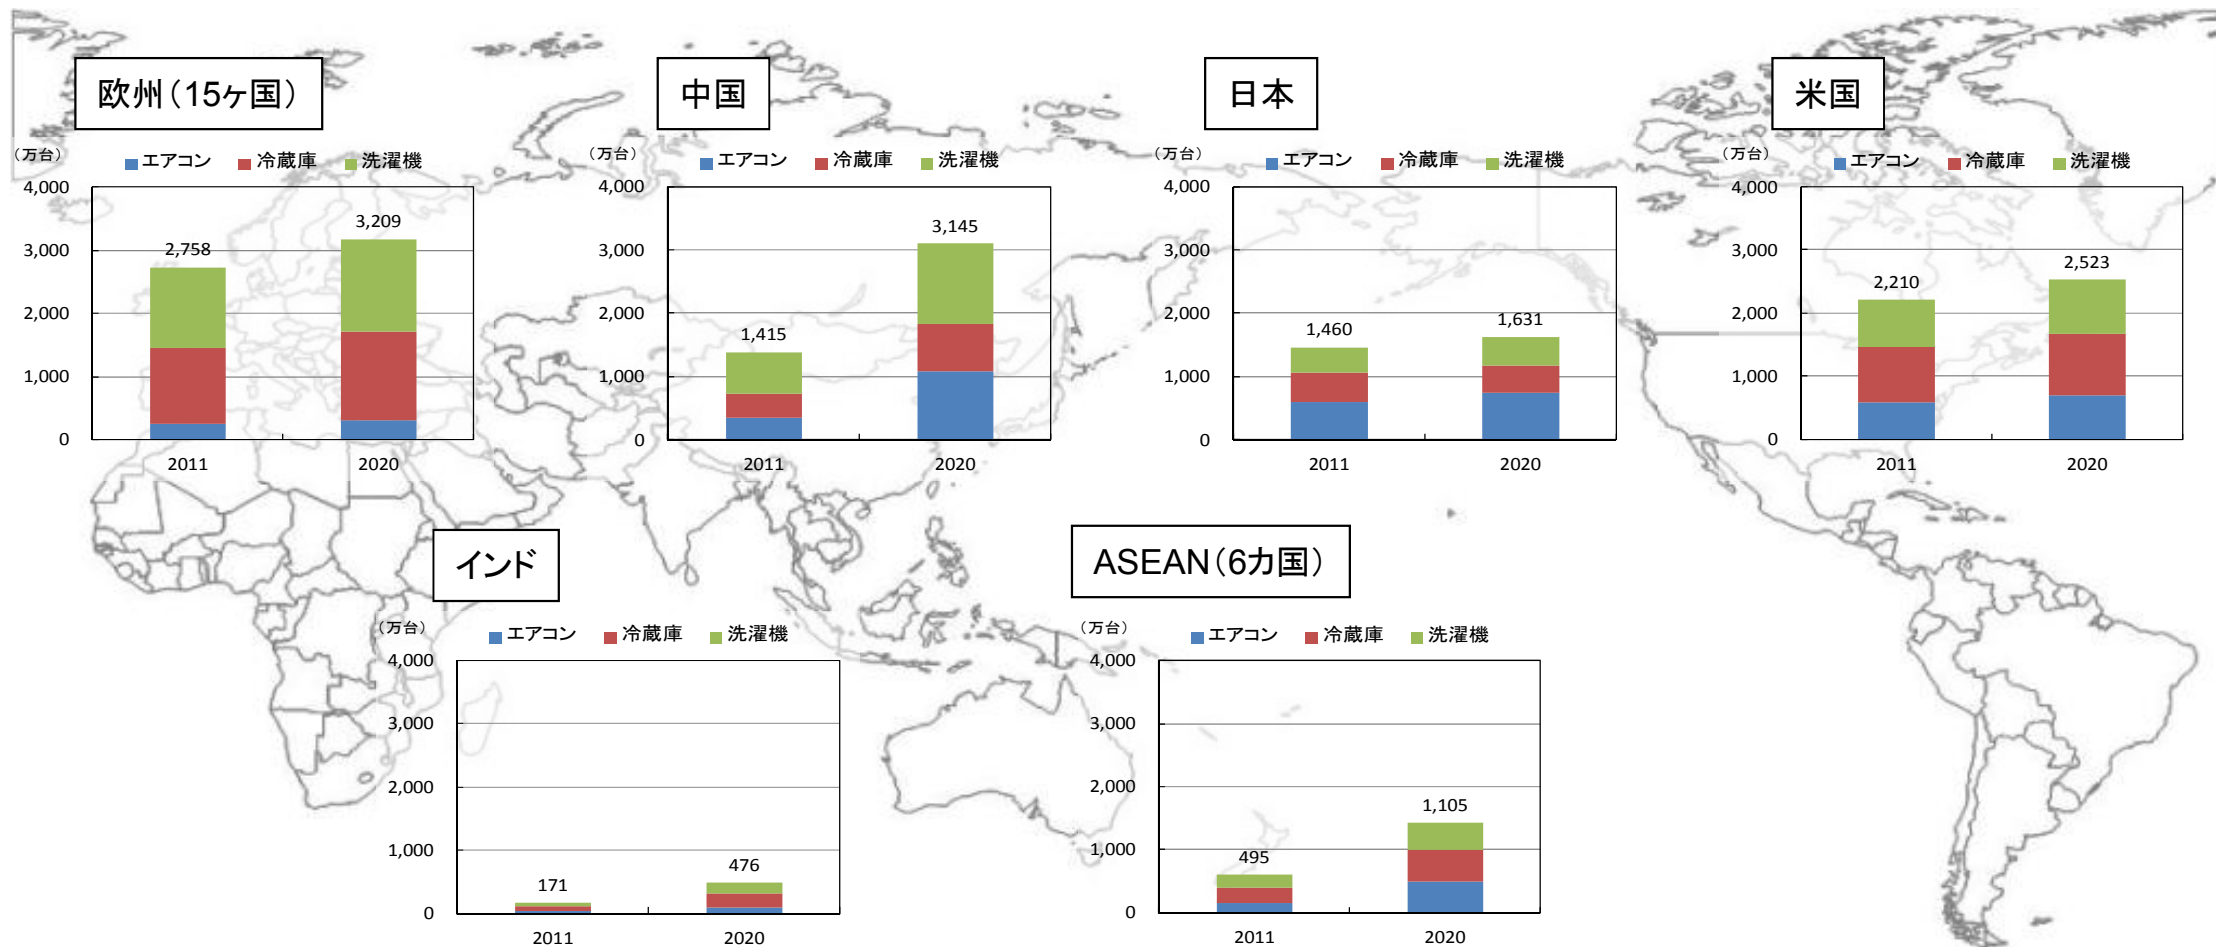 欧州（15ヶ国）
（万台）
エアコン 冷蔵庫 洗濯機
4,000
3,000
2,000
1,000
0
2,758
3,209
2011 2020
中国
（万台）
エアコン 冷蔵庫 洗濯機
4,000
3,000
2,000
1,000
0
1,415
3,145
2011 2020
日本
（万台）
エアコン 冷蔵庫 洗濯機
4,000
3,000
2,000
1,000
0
1,460
1,631
2011 2020
米国
（万台）
エアコン 冷蔵庫 洗濯機
4,000
3,000
2,000
1,000
0
2,210
2,523
2011 2020
インド
（万台）
エアコン 冷蔵庫 洗濯機
4,000
3,000
2,000
1,000
0
171
476
2011 2020
ASEAN（6カ国）
（万台）
エアコン 冷蔵庫 洗濯機
4,000
3,000
2,000
1,000
0
495
1,105
2011 2020